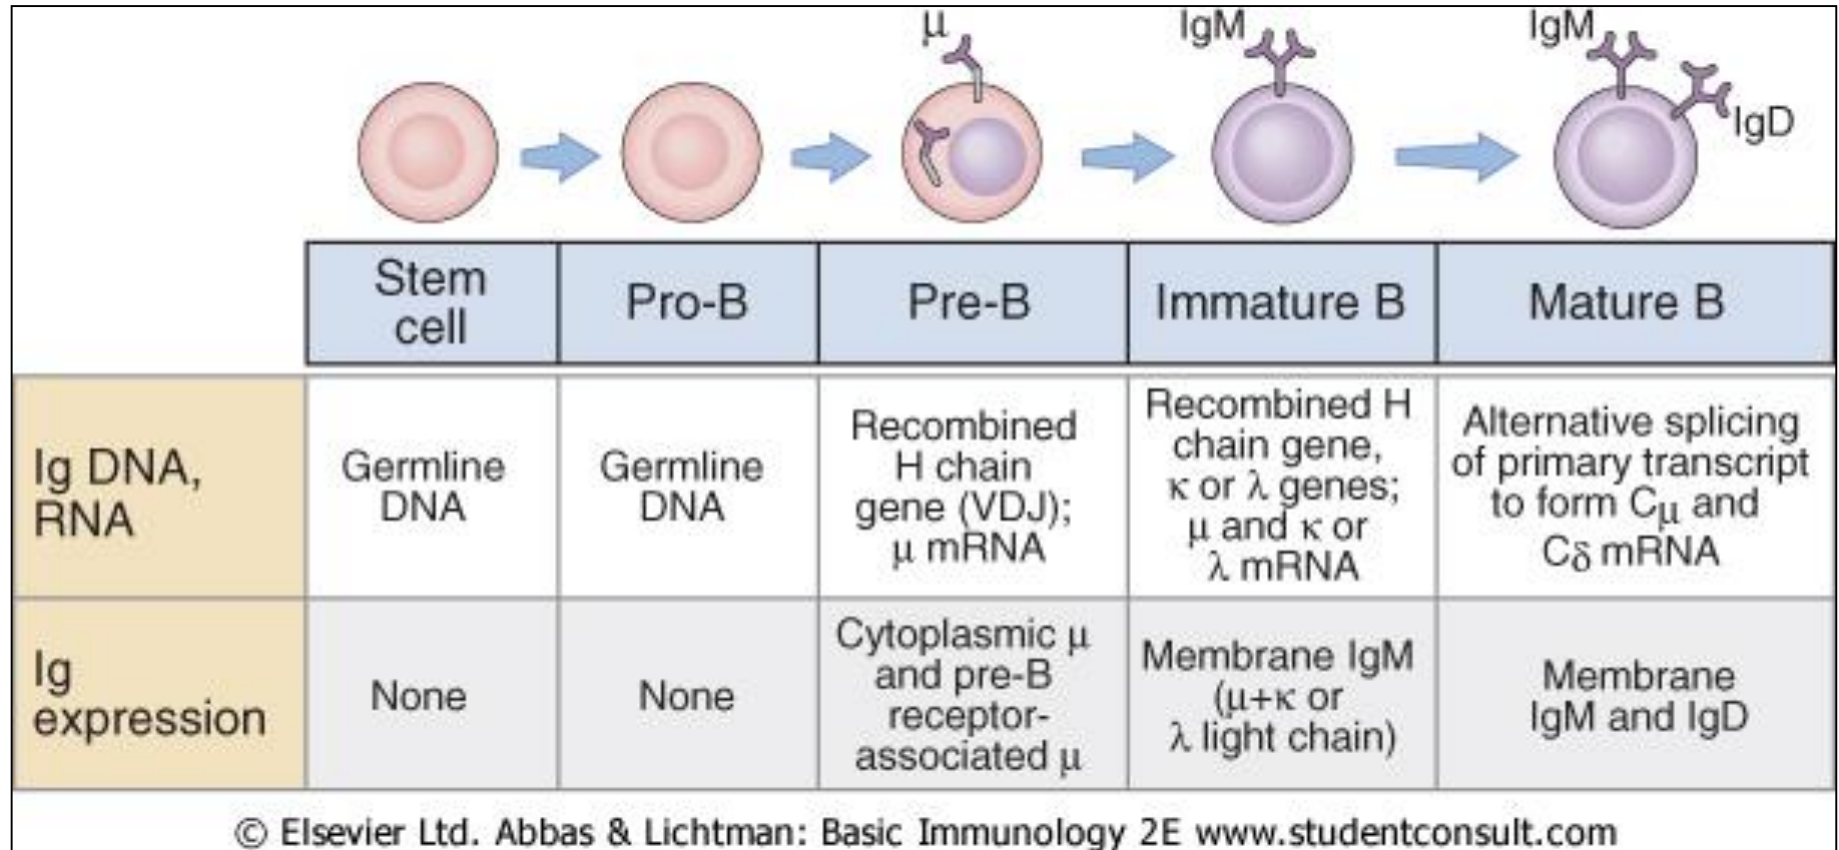 μ
IgM
IgM
IgD
Stem
cell
Pro-B
Pre-B
Immature B
Mature B
Ig DNA,
RNA
Germline
DNA
Germline
DNA
Recombined
H chain
gene (VDJ);
μ mRNA
Recombined H
chain gene,
κ or λ genes;
μ and κ or
λ mRNA
Alternative splicing
of primary transcript
to form Cμ and
Cδ mRNA
Ig
expression
None
None
Cytoplasmic μ
and pre-B
receptor-
associated μ
Membrane IgM
(μ+κ or
λ light chain)
Membrane
IgM and IgD
© Elsevier Ltd. Abbas & Lichtman: Basic Immunology 2E www.studentconsult.com